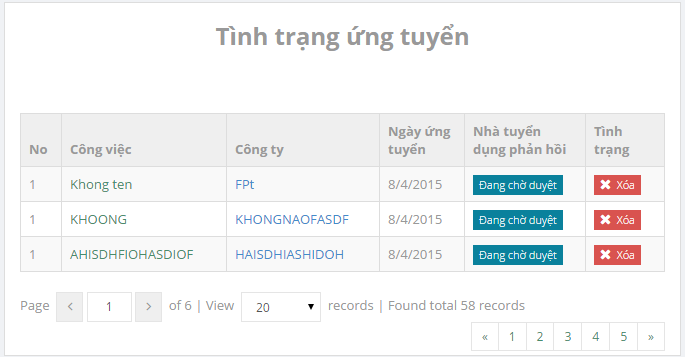 Tình trạng ứng tuyển
No Công việc Công ty Ngày ứng tuyển Nhà tuyển dụng phản hồi Tình trạng
1 Khong ten FPt 8/4/2015 Đang chờ duyệt Xóa
1 KHOONG KHONGNAOFASDF 8/4/2015 Đang chờ duyệt Xóa
1 AHISDHFIOHASDIOF HAISDHIASHIDOH 8/4/2015 Đang chờ duyệt Xóa
Page < 1 > of 6 | View 20 records | Found total 58 records
« 1 2 3 4 5 »